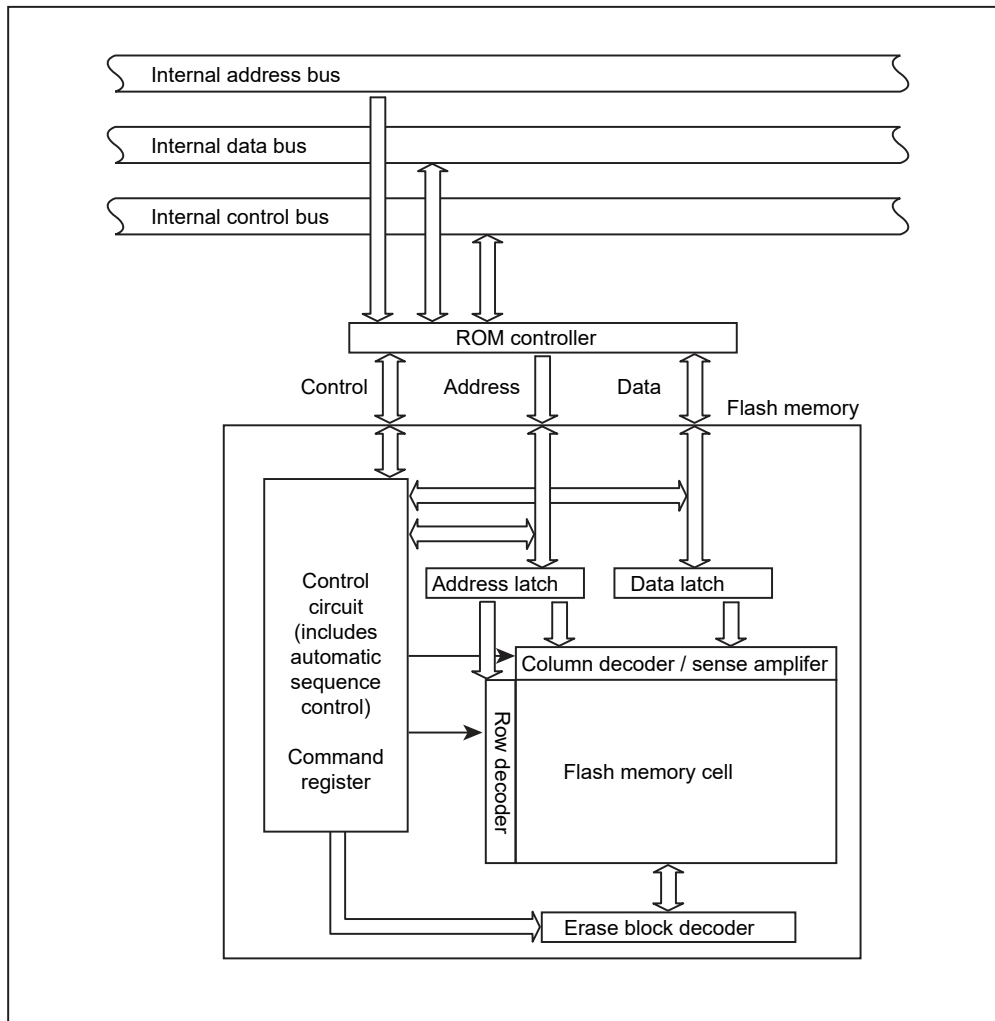 Internal address bus
Internal data bus
Internal control bus
ROM controller
Control
Address
Data
Flash memory
Control
circuit
(includes
automatic
sequence
control)
Command
register
Address latch
Data latch
Column decoder / sense amplifer
Row decoder
Flash memory cell
Erase block decoder